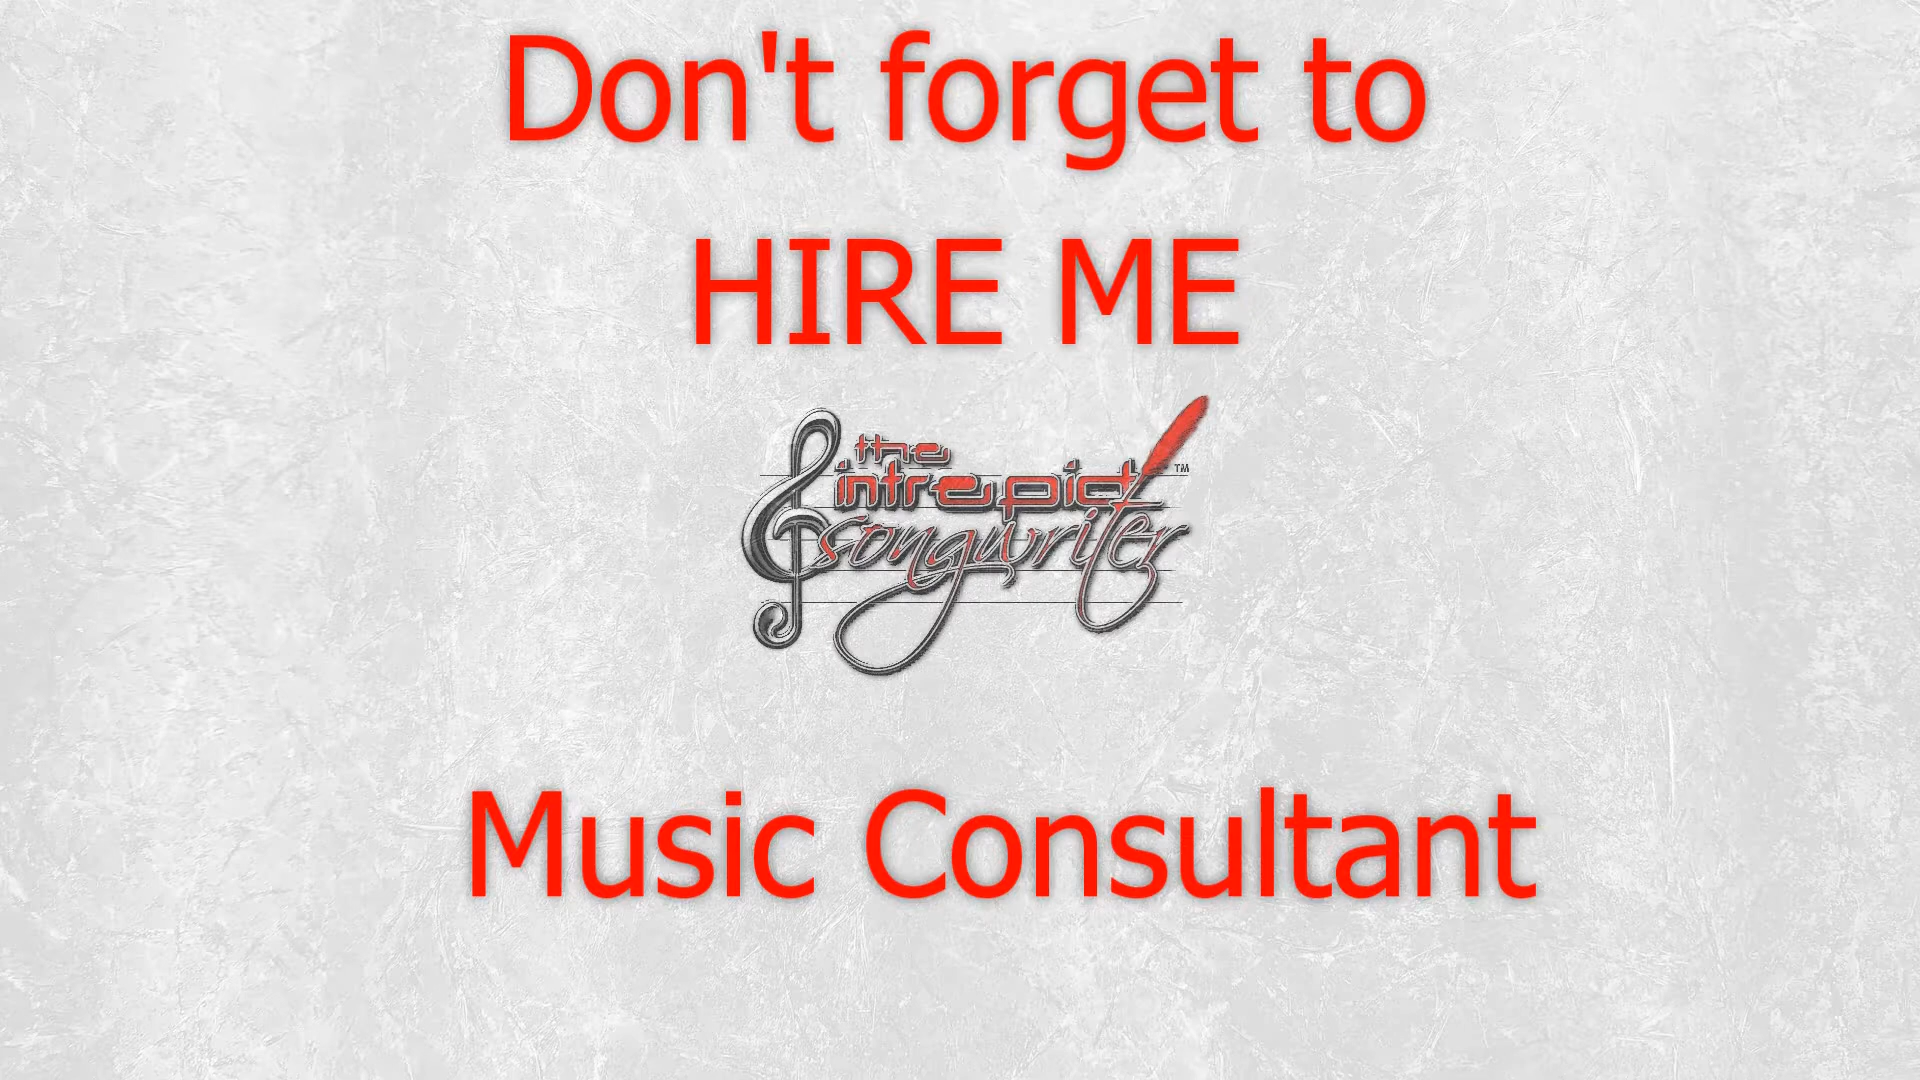 Don't forget to
HIRE ME
the
intrepid
songwriter
TM
Music Consultant